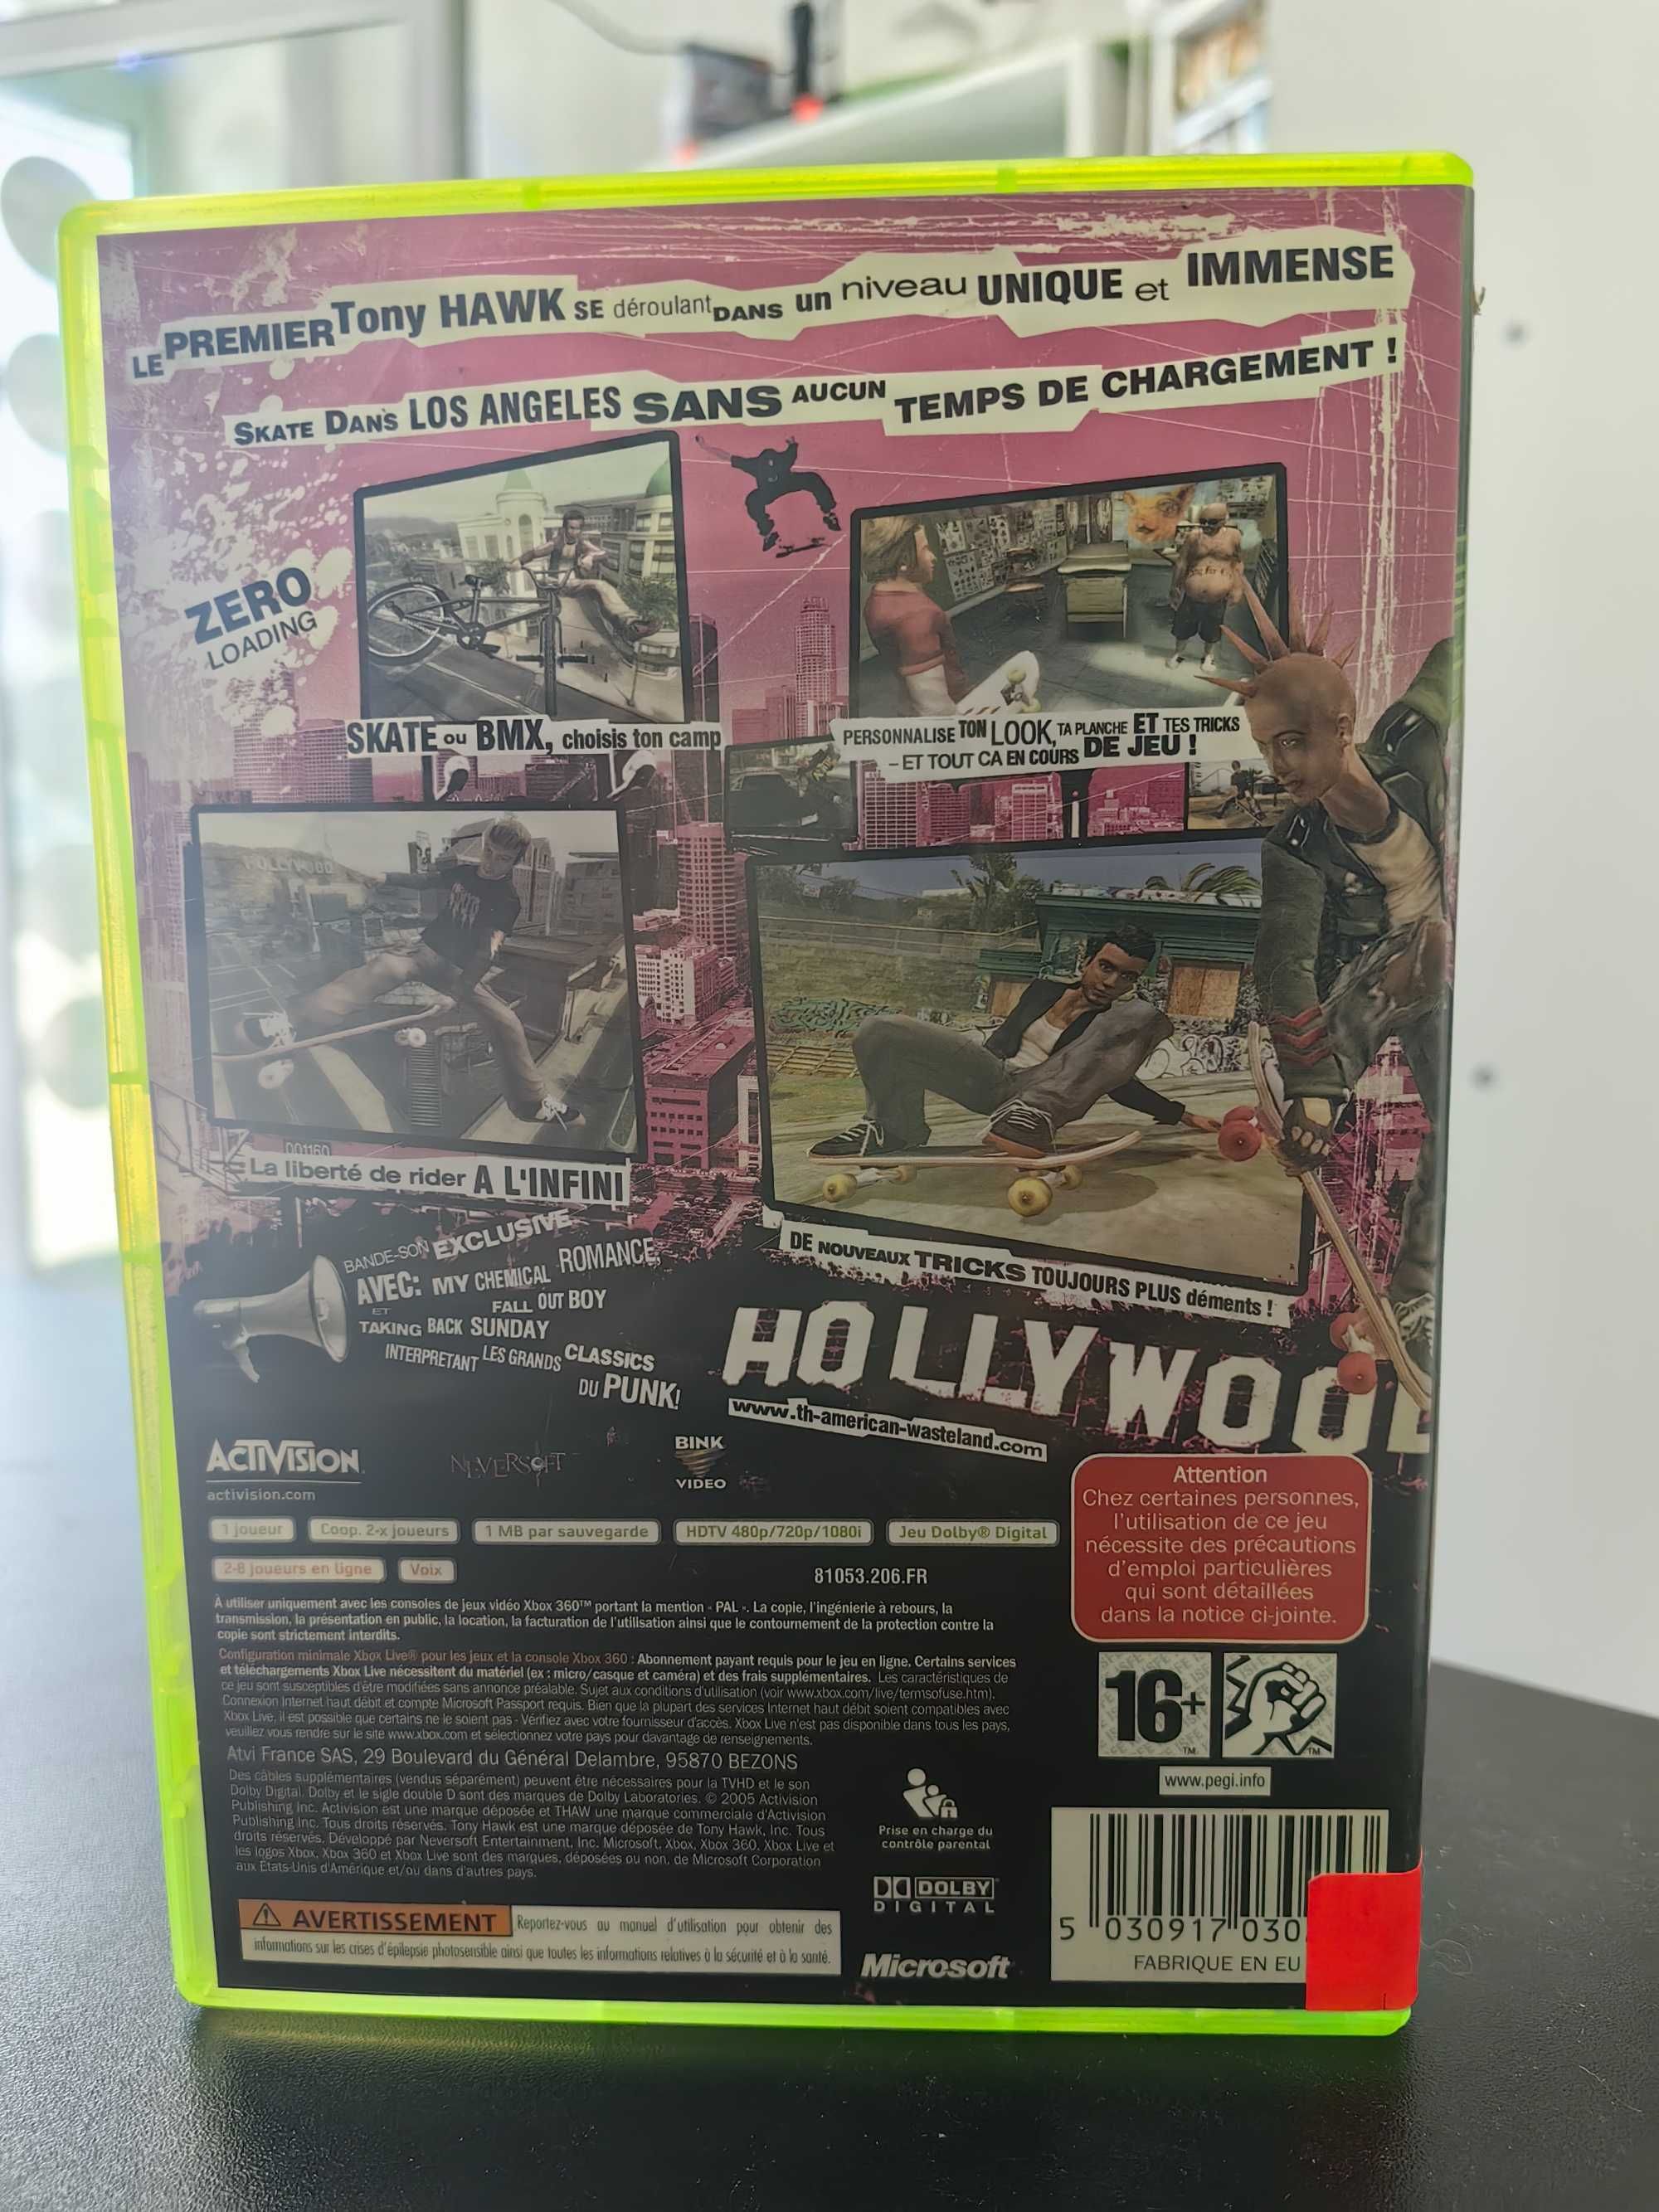 LE PREMIER Tony HAWK SE déroulant DANS un niveau UNIQUE et IMMENSE
SKATE DANS LOS ANGELES SANS AUCUN TEMPS DE CHARGEMENT !
ZERO
LOADING
SKATE ou BMX, choisis ton camp
PERSONNALISE TON LOOK, TA PLANCHE ET TES TRICKS
- ET TOUT CA EN COURS DE JEU !
HOLLYWOOD
001160
La liberté de rider A L'INFINI
DE NOUVEAUX TRICKS TOUJOURS PLUS déments !
BANDE-SON EXCLUSIVE
AVEC: MY CHEMICAL ROMANCE
ET FALL OUT BOY
TAKING BACK SUNDAY
INTERPRETANT LES GRANDS CLASSICS
DU PUNK!
HOLLYWOOD
www.th-american-wasteland.com
ACTIVISION
activision.com
NEVERSOFT
BINK
VIDEO
1 joueur
Coop. 2-x joueurs
1 MB par sauvegarde
HDTV 480p/720p/1080i
Jeu Dolby® Digital
2-8 joueurs en ligne
Voix
81053.206.FR
Attention
Chez certaines personnes,
l'utilisation de ce jeu
nécessite des précautions
d'emploi particulières
qui sont détaillées
dans la notice ci-jointe.
À utiliser uniquement avec les consoles de jeux vidéo Xbox 360™ portant la mention « PAL ». La copie, l'ingénierie à rebours, la
transmission, la présentation en public, la location, la facturation de l'utilisation ainsi que le contournement de la protection contre la
copie sont strictement interdits.
Configuration minimale Xbox Live® pour les jeux et la console Xbox 360 : Abonnement payant requis pour le jeu en ligne. Certains services
et téléchargements Xbox Live nécessitent du matériel (ex : micro/casque et caméra) et des frais supplémentaires. Les caractéristiques de
ce jeu sont susceptibles d'être modifiées sans annonce préalable. Sujet aux conditions d'utilisation (voir www.xbox.com/live/termsofuse.htm).
Connexion Internet haut débit et compte Microsoft Passport requis. Bien que la plupart des services Internet haut débit soient compatibles avec
Xbox Live, il est possible que certains ne le soient pas - Vérifiez avec votre fournisseur d'accès. Xbox Live n'est pas disponible dans tous les pays,
veuillez vous rendre sur le site www.xbox.com et sélectionnez votre pays pour davantage de renseignements.
Atvi France SAS, 29 Boulevard du Général Delambre, 95870 BEZONS
Des câbles supplémentaires (vendus séparément) peuvent être nécessaires pour la TVHD et le son
Dolby Digital. Dolby et le sigle double D sont des marques de Dolby Laboratories. © 2005 Activision
Publishing Inc. Activision est une marque déposée et THAW une marque commerciale d'Activision
Publishing Inc. Tous droits réservés. Tony Hawk est une marque déposée de Tony Hawk, Inc. Tous
droits réservés. Développé par Neversoft Entertainment, Inc. Microsoft, Xbox, Xbox 360, Xbox Live et
les logos Xbox, Xbox 360 et Xbox Live sont des marques, déposées ou non, de Microsoft Corporation
aux États-Unis d'Amérique et/ou dans d'autres pays.
16+
TM
TM
www.pegi.info
Prise en charge du
contrôle parental
DOLBY
DIGITAL
AVERTISSEMENT Reportez-vous au manuel d'utilisation pour obtenir des
informations sur les crises d'épilepsie photosensible ainsi que toutes les informations relatives à la sécurité et à la santé.
Microsoft
5 030917 030
FABRIQUE EN EU